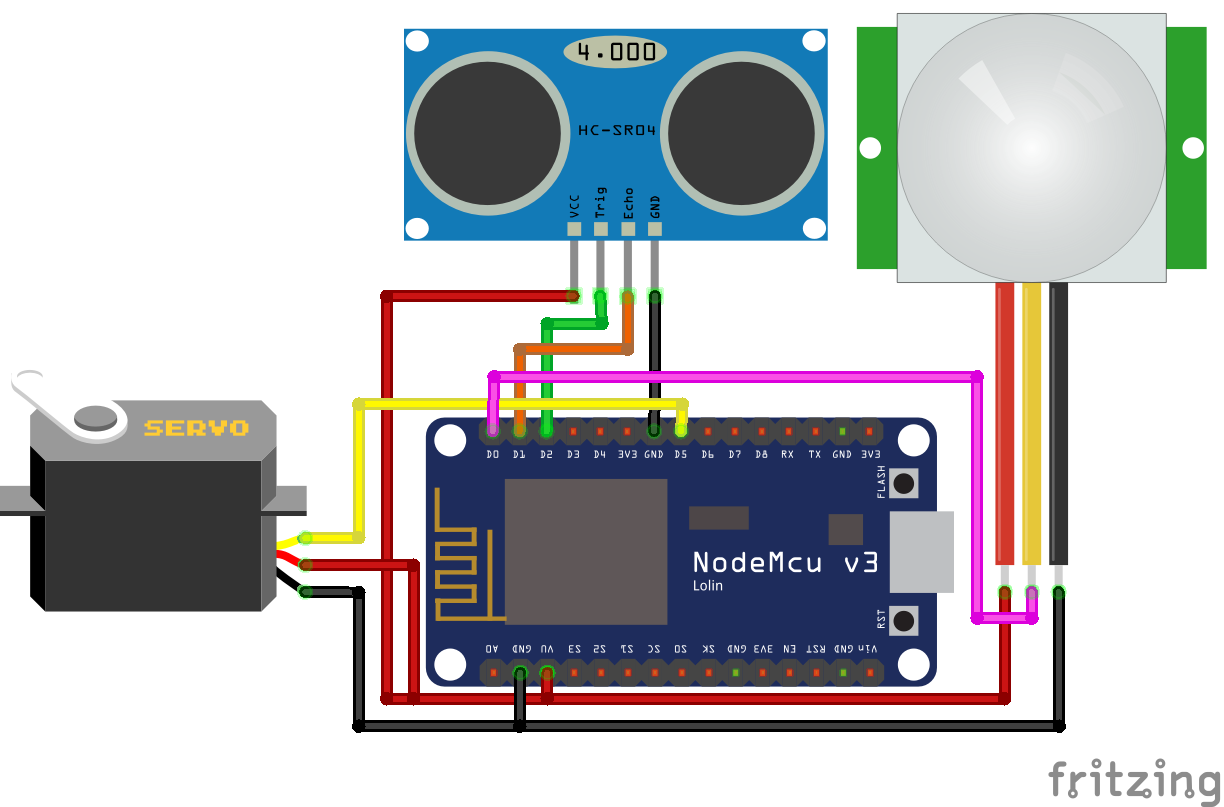 4.000
HC-SR04
VCC Trig Echo GND
SERVO
D0 D1 D2 D3 D4 3V3 GND D5 D6 D7 D8 RX TX GND 3V3
FLASH
NodeMcu v3
Lolin
RST
A0 GND VU S3 S2 S1 SC S0 SK GND 3V3 EN RST GND Vin
fritzing